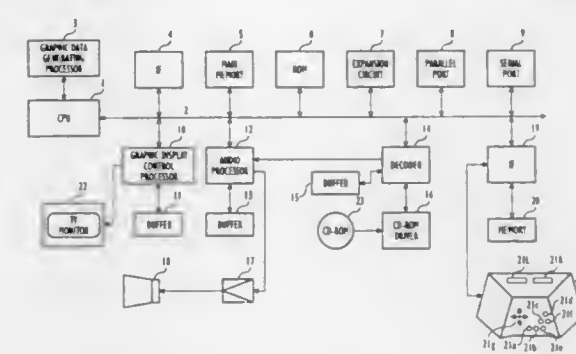 3
GRAPHIC DATA
GENERATING
PROCESSOR
4
IF
5
MAIN
MEMORY
6
ROM
7
EXPANSION
CIRCUIT
8
PARALLEL
PORT
9
SERIAL
PORT
1
CPU
2
10
GRAPHIC DISPLAY
CONTROL
PROCESSOR
12
AUDIO
PROCESSOR
14
DECODER
19
IF
22
TV
MONITOR
11
BUFFER
13
BUFFER
15
BUFFER
23
CD-ROM
16
CD-ROM
DRIVER
20
MEMORY
18
17
21L
21R
21c
21d
21f
21g
21a
21b
21e